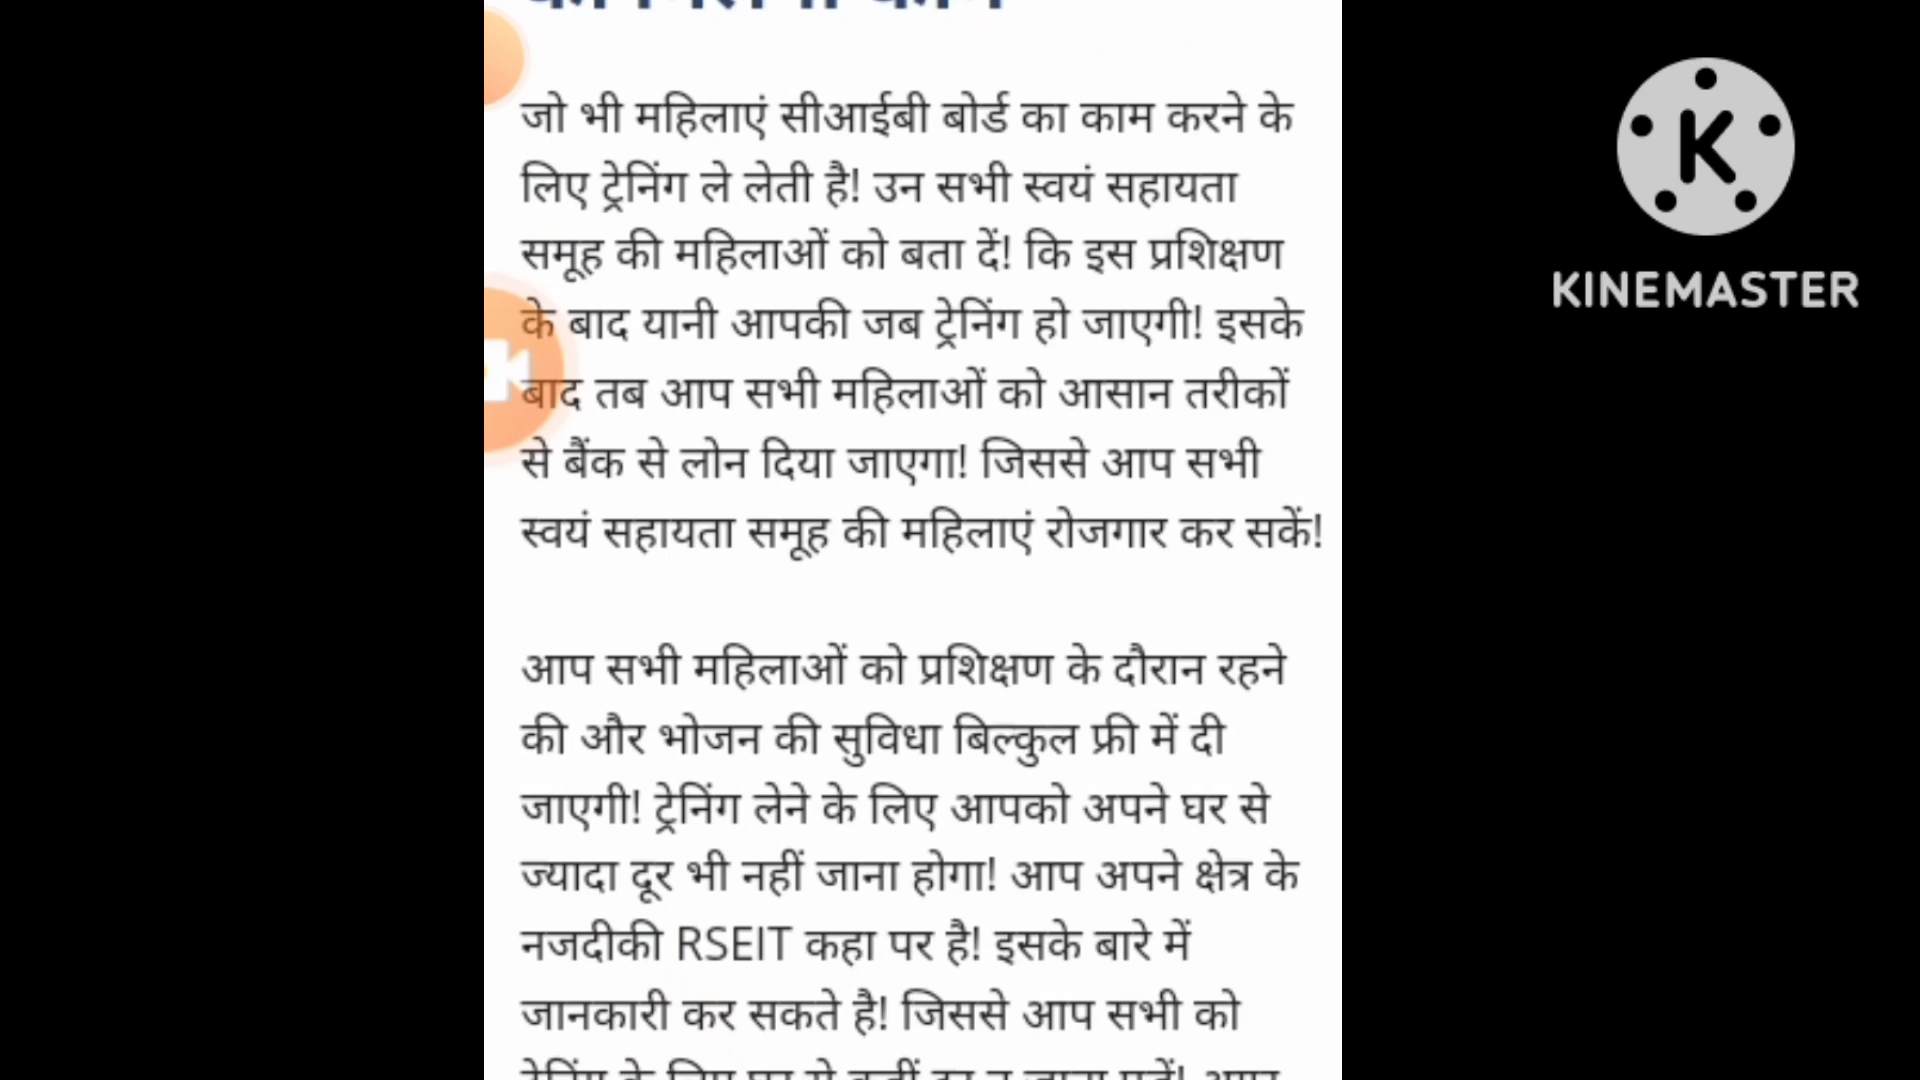 जो भी महिलाएं सीआईबी बोर्ड का काम करने के
लिए ट्रेनिंग ले लेती है! उन सभी स्वयं सहायता
समूह की महिलाओं को बता दें! कि इस प्रशिक्षण
के बाद यानी आपकी जब ट्रेनिंग हो जाएगी! इसके
बाद तब आप सभी महिलाओं को आसान तरीकों
से बैंक से लोन दिया जाएगा! जिससे आप सभी
स्वयं सहायता समूह की महिलाएं रोजगार कर सकें!
आप सभी महिलाओं को प्रशिक्षण के दौरान रहने
की और भोजन की सुविधा बिल्कुल फ्री में दी
जाएगी! ट्रेनिंग लेने के लिए आपको अपने घर से
ज्यादा दूर भी नहीं जाना होगा! आप अपने क्षेत्र के
नजदीकी RSEIT कहा पर है! इसके बारे में
जानकारी कर सकते है! जिससे आप सभी को
K
KINEMASTER